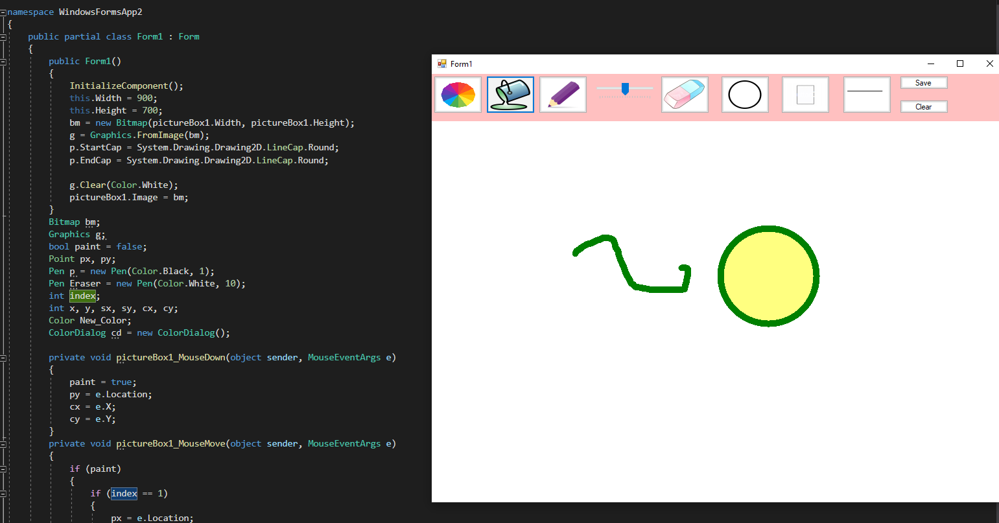 namespace WindowsFormsApp2
{
    public partial class Form1 : Form
    {
        public Form1()
        {
            InitializeComponent();
            this.Width = 900;
            this.Height = 700;
            bm = new Bitmap(pictureBox1.Width, pictureBox1.Height);
            g = Graphics.FromImage(bm);
            p.StartCap = System.Drawing.Drawing2D.LineCap.Round;
            p.EndCap = System.Drawing.Drawing2D.LineCap.Round;

            g.Clear(Color.White);
            pictureBox1.Image = bm;
        }
        Bitmap bm;
        Graphics g;
        bool paint = false;
        Point px, py;
        Pen p = new Pen(Color.Black, 1);
        Pen Eraser = new Pen(Color.White, 10);
        int index;
        int x, y, sx, sy, cx, cy;
        Color New_Color;
        ColorDialog cd = new ColorDialog();

        private void pictureBox1_MouseDown(object sender, MouseEventArgs e)
        {
            paint = true;
            py = e.Location;
            cx = e.X;
            cy = e.Y;
        }
        private void pictureBox1_MouseMove(object sender, MouseEventArgs e)
        {
            if (paint)
            {
                if (index == 1)
                {
                    px = e.Location;
Form1
Save
Clear